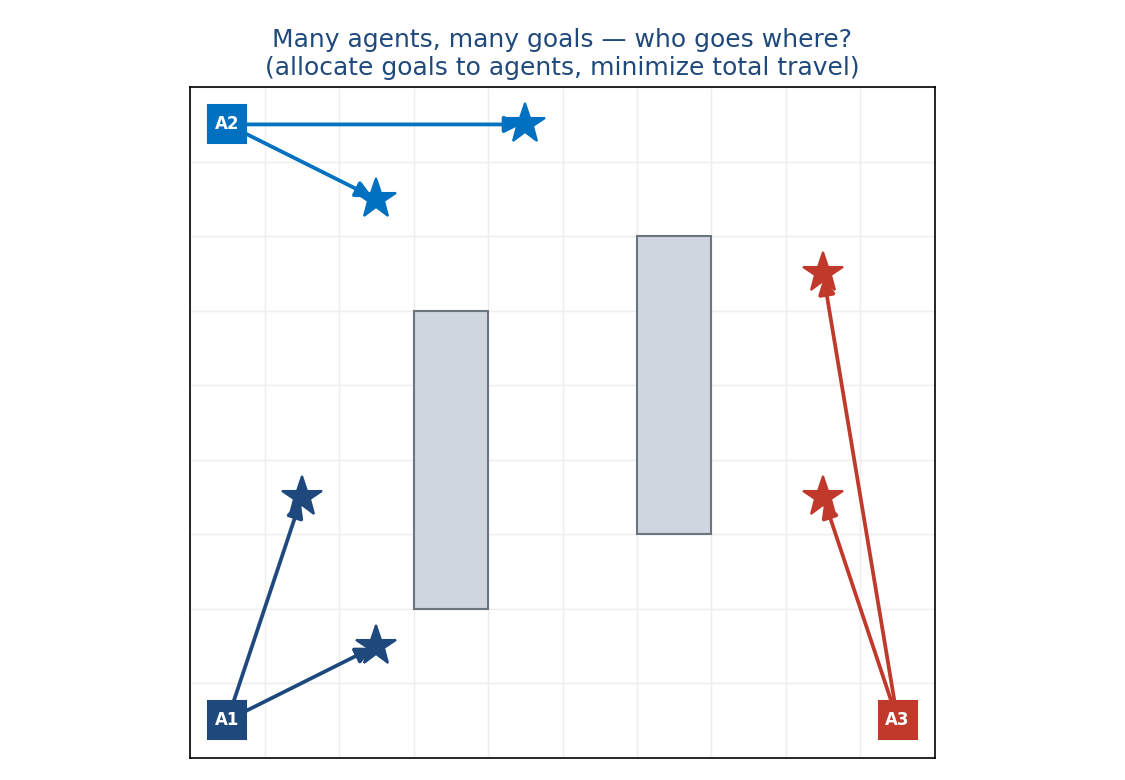 Many agents, many goals — who goes where?
(allocate goals to agents, minimize total travel)
A2
A1
A3